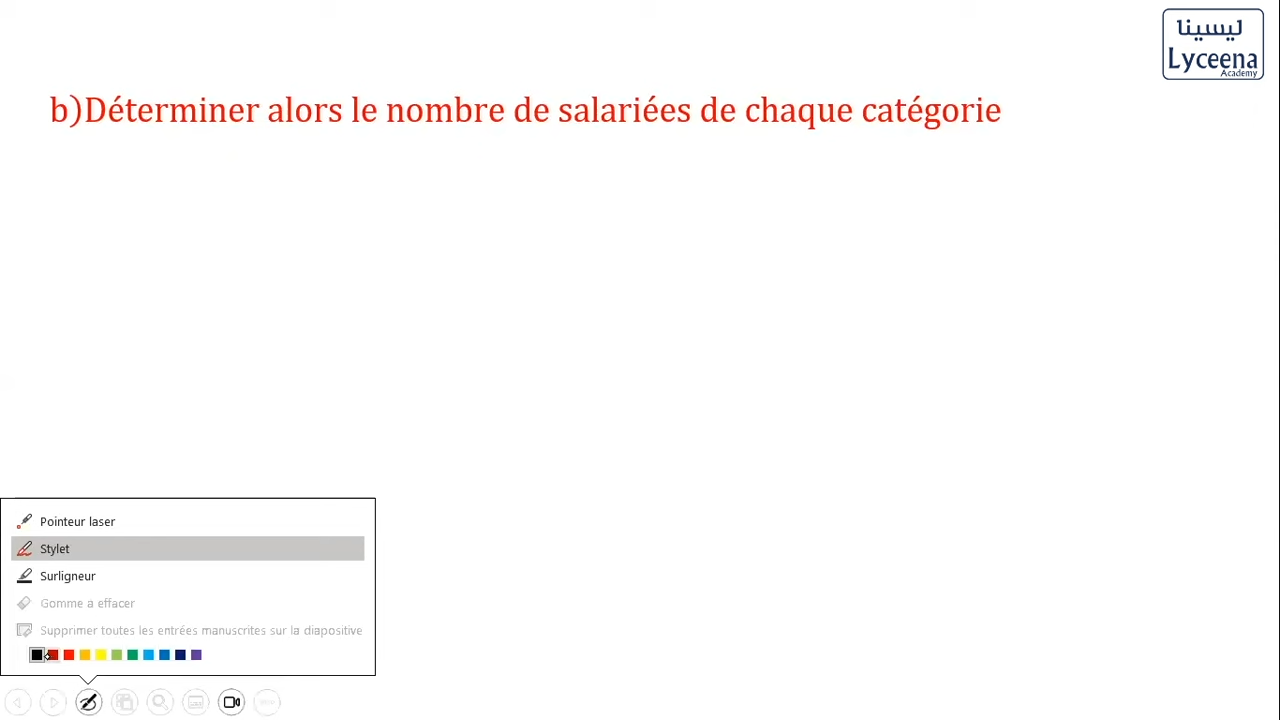 ليسينا
Lyceena
Academy
b)Déterminer alors le nombre de salariées de chaque catégorie
Pointeur laser
Stylet
Surligneur
Gomme a effacer
Supprimer toutes les entrées manuscrites sur la diapositive